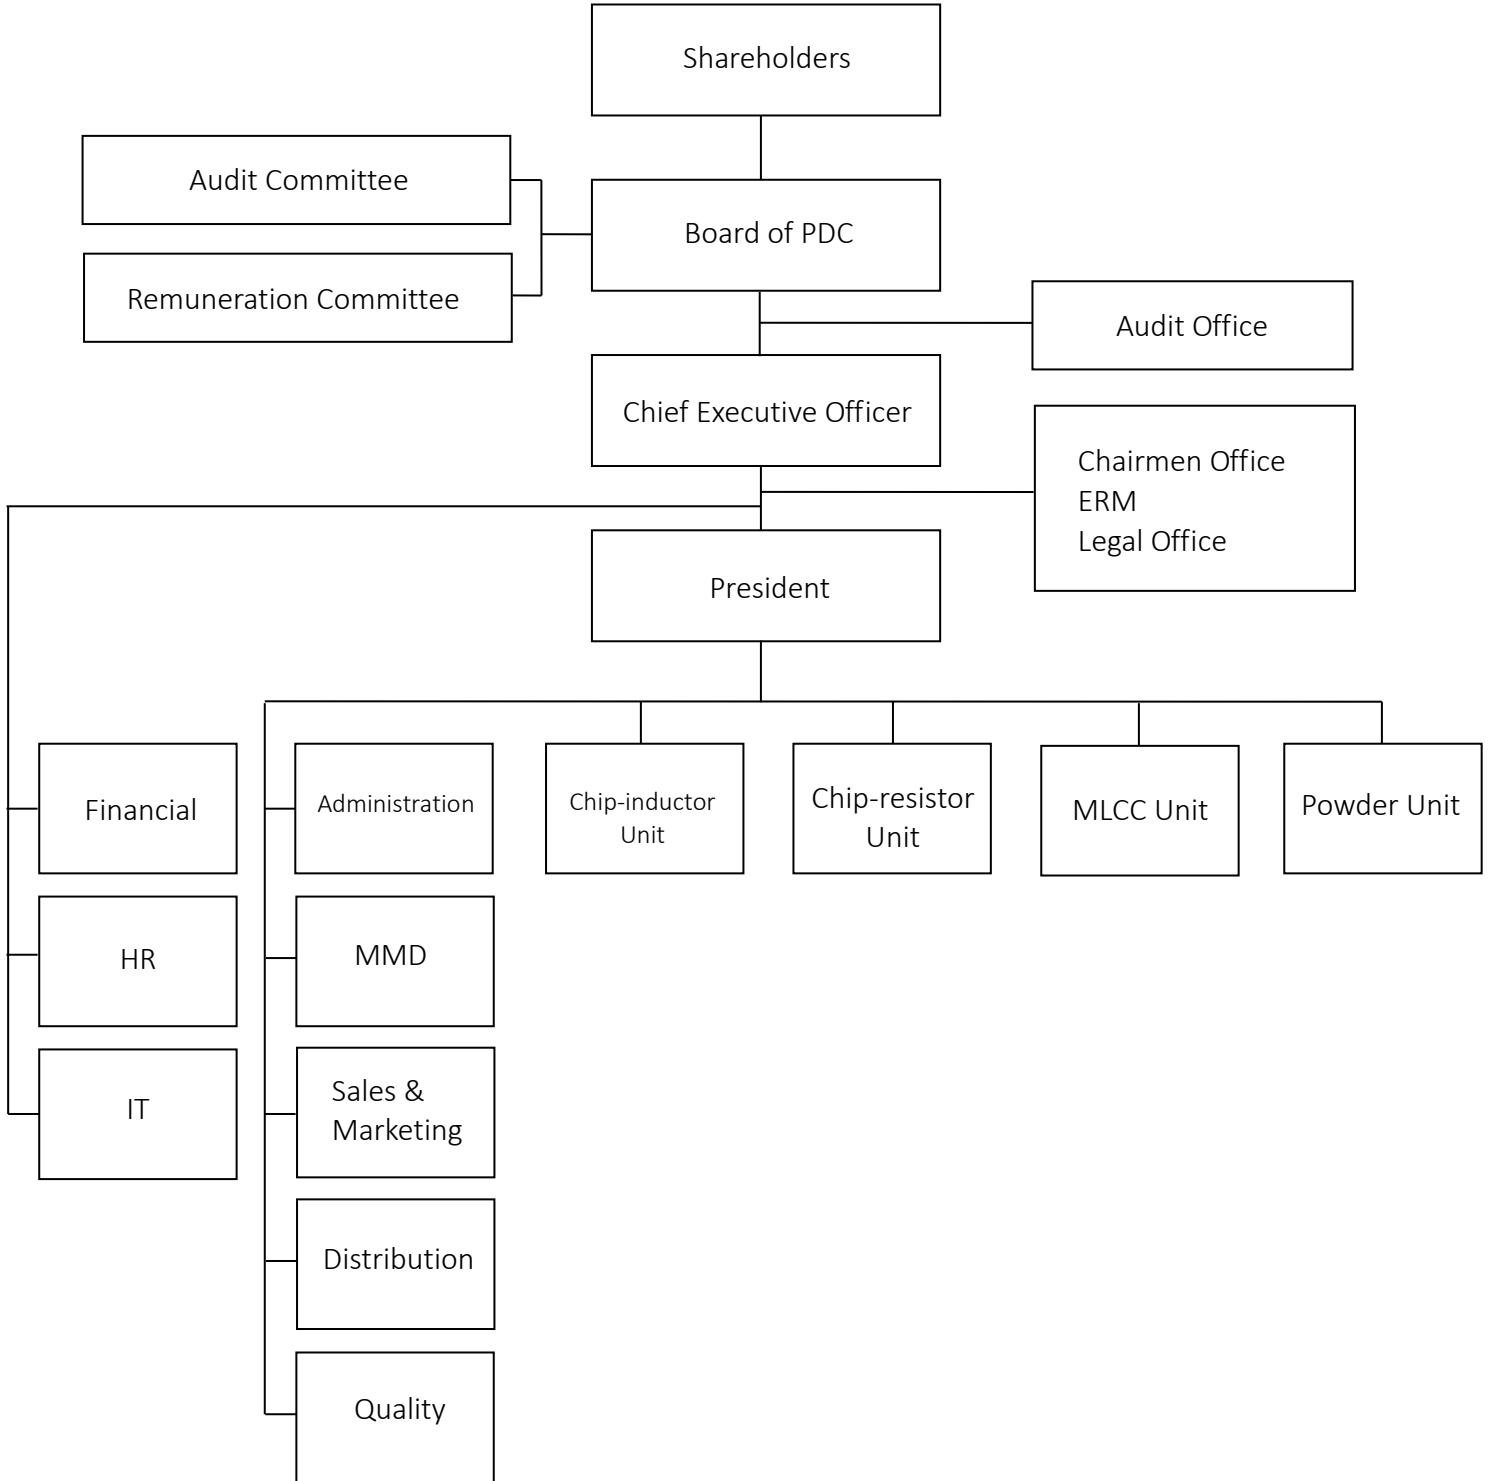 Shareholders
Audit Committee
Board of PDC
Remuneration Committee
Audit Office
Chief Executive Officer
Chairmen Office
ERM
Legal Office
President
Financial
Administration
Chip-inductor
Unit
Chip-resistor
Unit
MLCC Unit
Powder Unit
HR
MMD
IT
Sales &
Marketing
Distribution
Quality